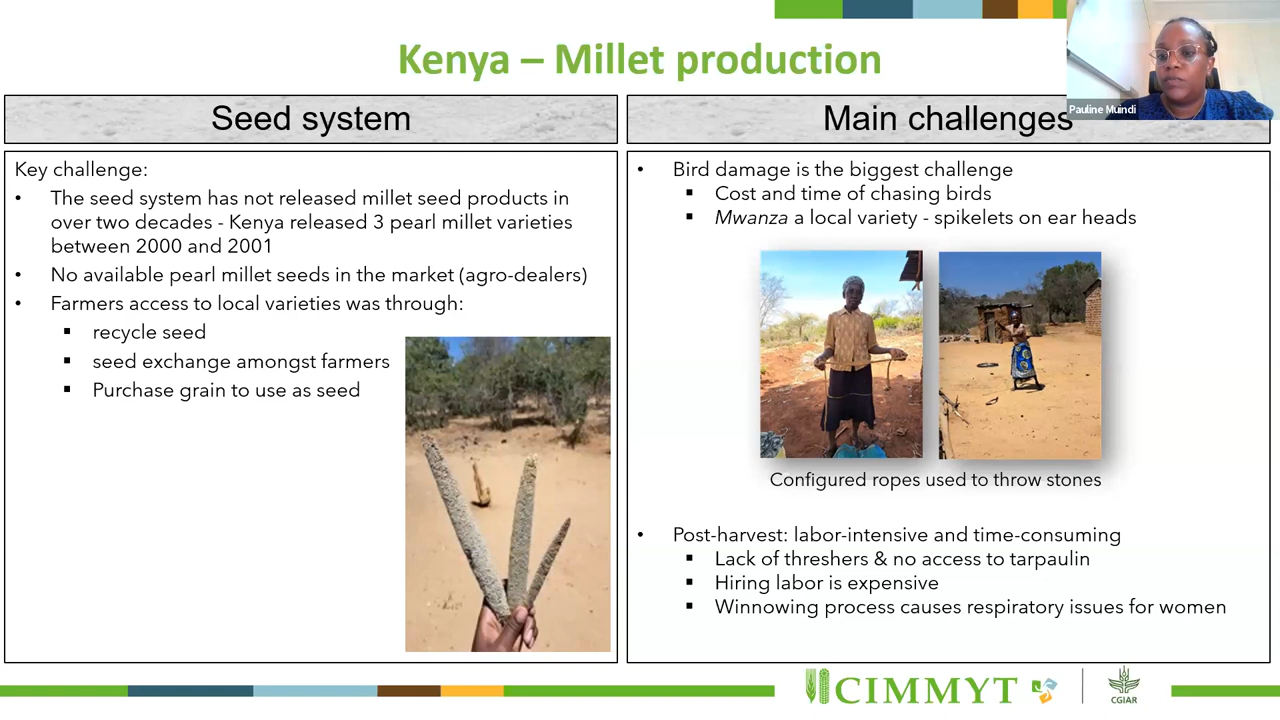 Kenya – Millet production
Pauline Muindi
Seed system
Key challenge:
• The seed system has not released millet seed products in
over two decades - Kenya released 3 pearl millet varieties
between 2000 and 2001
• No available pearl millet seeds in the market (agro-dealers)
• Farmers access to local varieties was through:
▪ recycle seed
▪ seed exchange amongst farmers
▪ Purchase grain to use as seed
Main challenges
• Bird damage is the biggest challenge
▪ Cost and time of chasing birds
▪ Mwanza a local variety - spikelets on ear heads
Configured ropes used to throw stones
• Post-harvest: labor-intensive and time-consuming
▪ Lack of threshers & no access to tarpaulin
▪ Hiring labor is expensive
▪ Winnowing process causes respiratory issues for women
CIMMYT
CGIAR